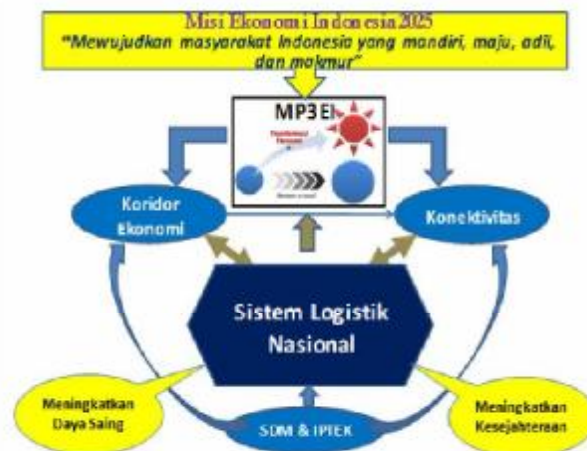 Misi Ekonomi Indonesia 2025
"Mewujudkan masyarakat Indonesia yang mandiri, maju, adil,
dan makmur"
MP3EI
Koridor
Ekonomi
Konektivitas
Sistem Logistik
Nasional
Meningkatkan
Daya Saing
SDM & IPTEK
Meningkatkan
Kesejahteraan